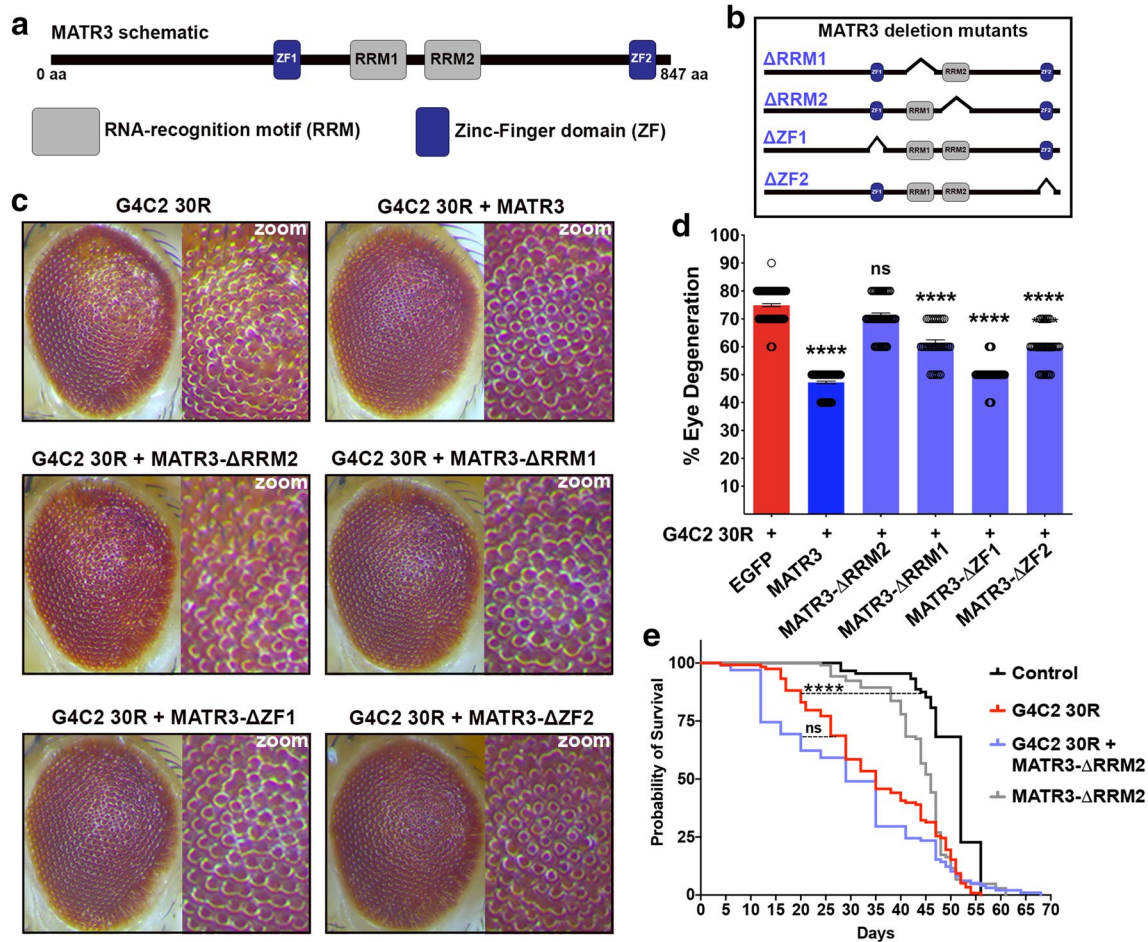 a
MATR3 schematic
ZF1
RRM1
RRM2
ZF2
0 aa
847 aa
RNA-recognition motif (RRM)
Zinc-Finger domain (ZF)
b
MATR3 deletion mutants
ΔRRM1
ZF1
RRM2
ZF2
ΔRRM2
ZF1
RRM1
ZF2
ΔZF1
RRM1
RRM2
ZF2
ΔZF2
ZF1
RRM1
RRM2
c
G4C2 30R
zoom
G4C2 30R + MATR3
zoom
G4C2 30R + MATR3-ΔRRM2
zoom
G4C2 30R + MATR3-ΔRRM1
zoom
G4C2 30R + MATR3-ΔZF1
zoom
G4C2 30R + MATR3-ΔZF2
zoom
d
% Eye Degeneration
100
90
80
70
60
50
40
30
20
10
****
ns
****
****
****
G4C2 30R + + + + + +
EGFP
MATR3
MATR3-ΔRRM2
MATR3-ΔRRM1
MATR3-ΔZF1
MATR3-ΔZF2
e
Probability of Survival
100
75
50
25
0
****
ns
0 5 10 15 20 25 30 35 40 45 50 55 60 65 70
Days
Control
G4C2 30R
G4C2 30R +
MATR3-ΔRRM2
MATR3-ΔRRM2